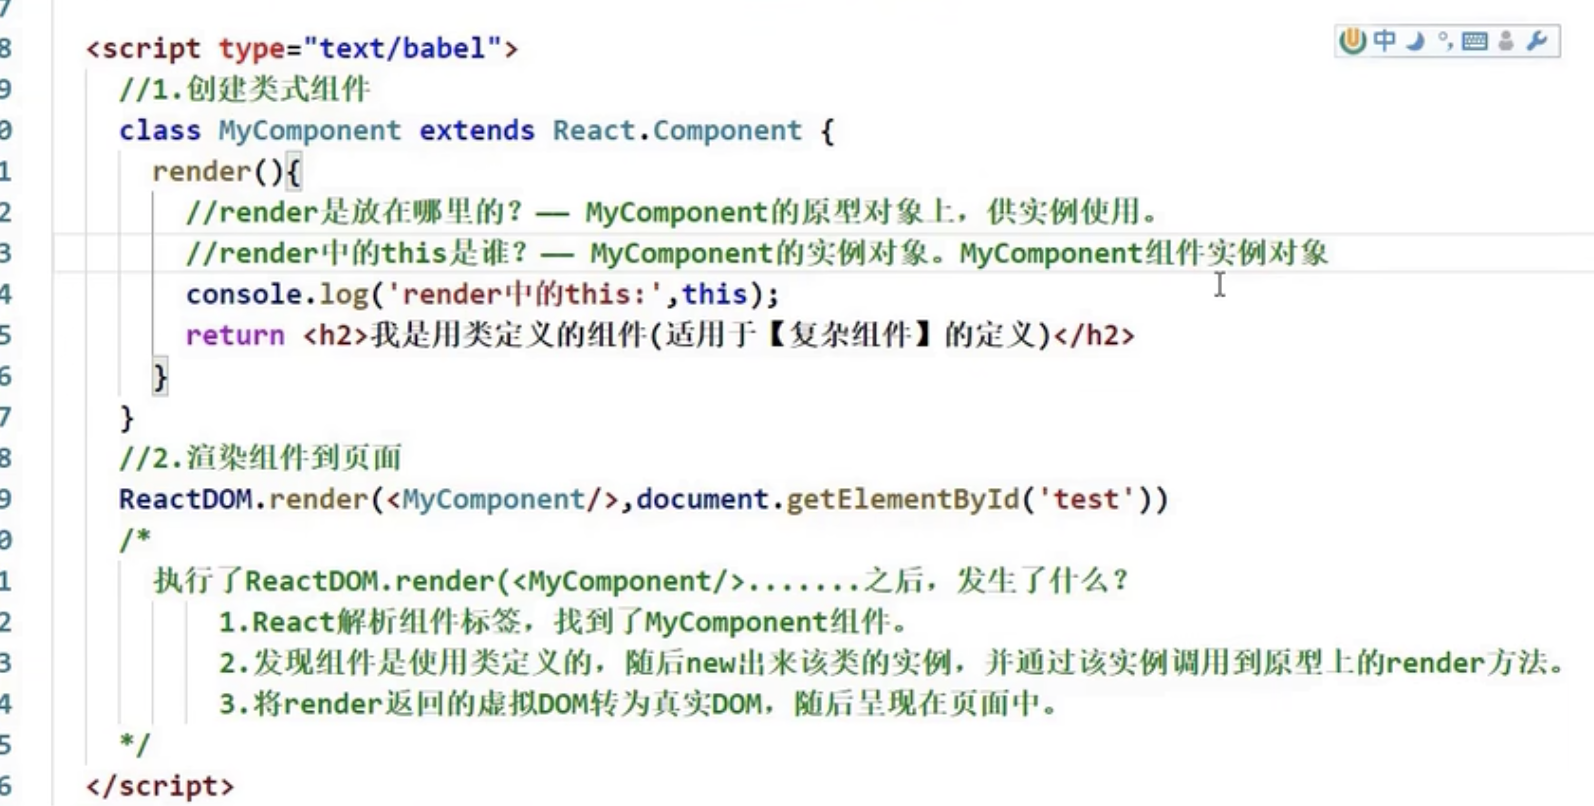 7
8 <script type="text/babel">
9 //1.创建类式组件
0 class MyComponent extends React.Component {
1 render(){
2 //render是放在哪里的？—— MyComponent的原型对象上，供实例使用。
3 //render中的this是谁？—— MyComponent的实例对象。MyComponent组件实例对象
4 console.log('render中的this:',this);
5 return <h2>我是用类定义的组件(适用于【复杂组件】的定义)</h2>
6 }
7 }
8 //2.渲染组件到页面
9 ReactDOM.render(<MyComponent/>,document.getElementById('test'))
0 /*
1 执行了ReactDOM.render(<MyComponent/>.......之后，发生了什么？
2 1.React解析组件标签，找到了MyComponent组件。
3 2.发现组件是使用类定义的，随后new出来该类的实例，并通过该实例调用到原型上的render方法。
4 3.将render返回的虚拟DOM转为真实DOM，随后呈现在页面中。
5 */
6 </script>
中